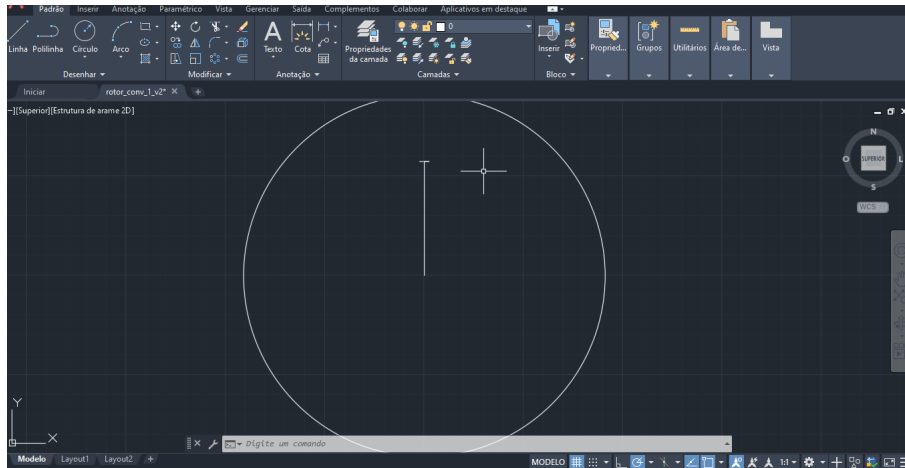 Padrão Inserir Anotação Paramétrico Vista Gerenciar Saída Complementos Colaborar Aplicativos em destaque
0
Linha Polilinha Círculo Arco Texto Cota Propriedades da camada Inserir Propried... Grupos Utilitários Área de... Vista
Desenhar Modificar Anotação Camadas Bloco
Iniciar rotor_conv_1_v2* × +
−][Superior][Estrutura de arame 2D]
N
O SUPERIOR L
S
WCS
Y
X
Digite um comando
Modelo Layout1 Layout2 + MODELO 1:1